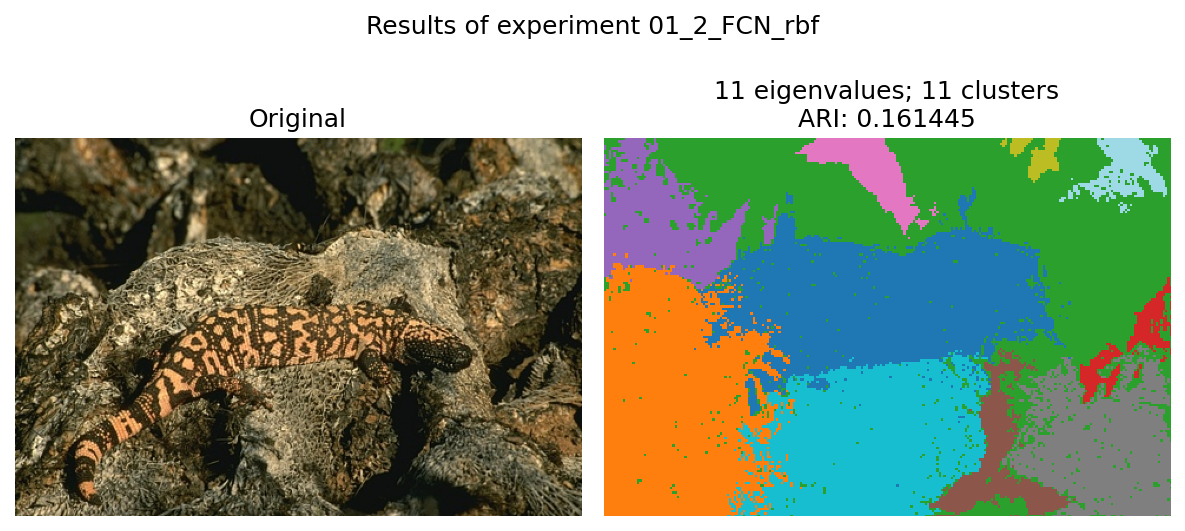 Results of experiment 01_2_FCN_rbf
Original
11 eigenvalues; 11 clusters
ARI: 0.161445